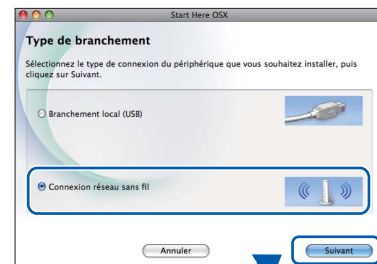 Start Here OSX
Type de branchement
Sélectionnez le type de connexion du périphérique que vous souhaitez installer, puis
cliquez sur Suivant.
Branchement local (USB)
Connexion réseau sans fil
Annuler
Suivant